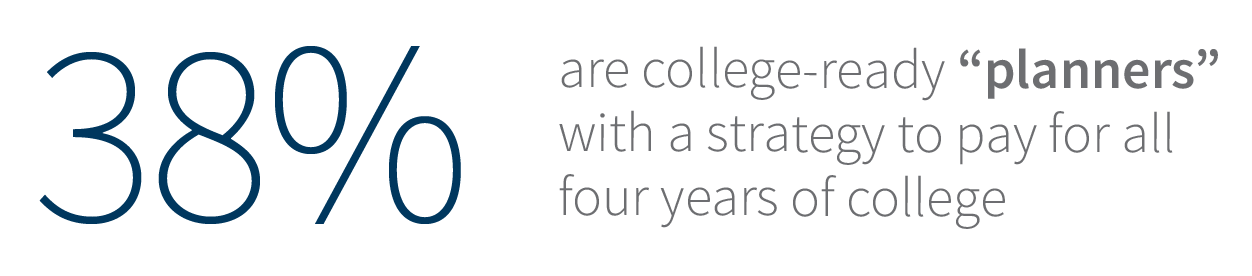 38%
are college-ready “planners”
with a strategy to pay for all
four years of college